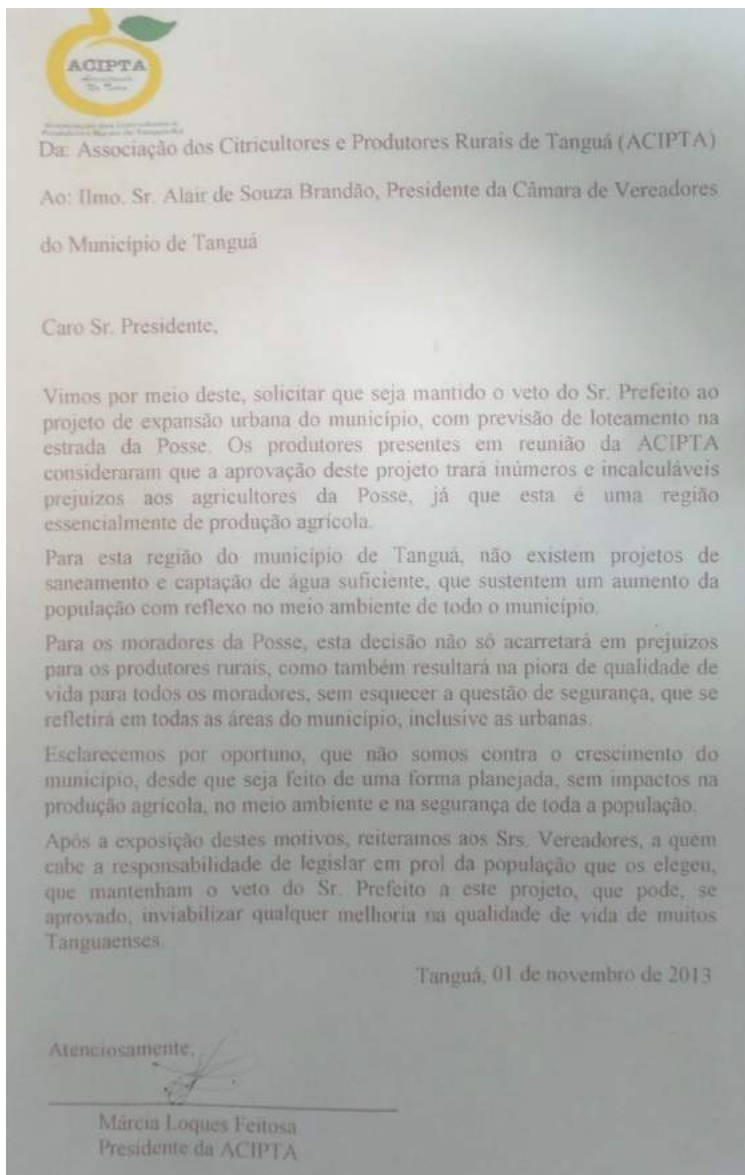 ACIPTA
Da: Associação dos Citricultores e Produtores Rurais de Tanguá (ACIPTA)
Ao: Ilmo. Sr. Alair de Souza Brandão, Presidente da Câmara de Vereadores
do Município de Tanguá
Caro Sr. Presidente,
Vimos por meio deste, solicitar que seja mantido o veto do Sr. Prefeito ao
projeto de expansão urbana do município, com previsão de loteamento na
estrada da Posse. Os produtores presentes em reunião da ACIPTA
consideraram que a aprovação deste projeto trará inúmeros e incalculáveis
prejuizos aos agricultores da Posse, já que esta é uma região
essencialmente de produção agrícola.
Para esta região do município de Tanguá, não existem projetos de
saneamento e captação de água suficiente, que sustentem um aumento da
população com reflexo no meio ambiente de todo o município.
Para os moradores da Posse, esta decisão não só acarretará em prejuizos
para os produtores rurais, como também resultará na piora de qualidade de
vida para todos os moradores, sem esquecer a questão de segurança, que se
refletirá em todas as áreas do município, inclusive as urbanas.
Esclarecemos por oportuno, que não somos contra o crescimento do
município, desde que seja feito de uma forma planejada, sem impactos na
produção agrícola, no meio ambiente e na segurança de toda a população.
Após a exposição destes motivos, reiteramos aos Srs. Vereadores, a quem
cabe a responsabilidade de legislar em prol da população que os elegeu,
que mantenham o veto do Sr. Prefeito a este projeto, que pode, se
aprovado, inviabilizar qualquer melhoria na qualidade de vida de muitos
Tanguaenses.
Tanguá, 01 de novembro de 2013
Atenciosamente,
Márcia Loques Feitosa
Presidente da ACIPTA